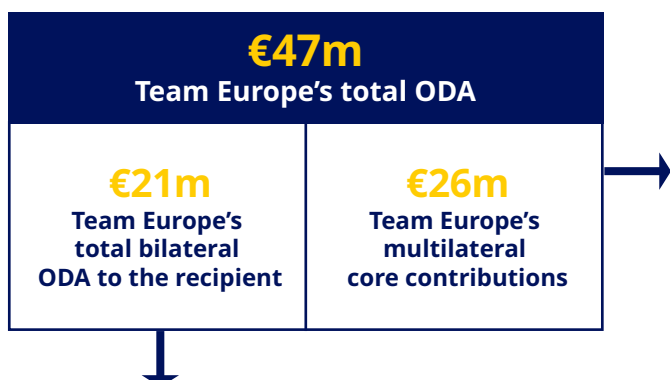 €47m
Team Europe’s total ODA
€21m
Team Europe’s
total bilateral
ODA to the recipient
€26m
Team Europe’s
multilateral
core contributions